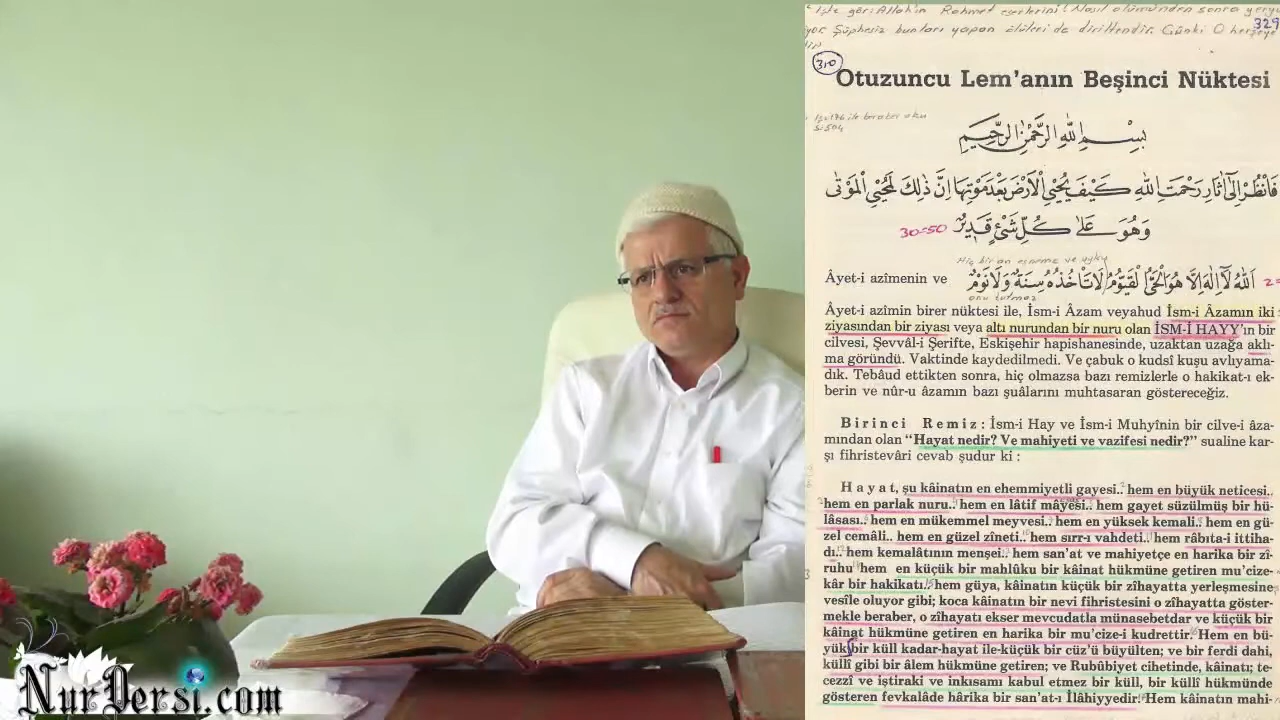 329
310
Otuzuncu Lem'anın Beşinci Nüktesi
بِسْمِ اللّٰهِ الرَّحْمٰنِ الرَّحِيمِ
فَانْظُرْ اِلٰٓى اٰثَارِ رَحْمَتِ اللّٰهِ كَيْفَ يُحْيِى الْاَرْضَ بَعْدَ مَوْتِهَا اِنَّ ذٰلِكَ لَمُحْيِى الْمَوْتٰى
وَهُوَ عَلٰى كُلِّ شَىْءٍ قَدِيرٌ 30=50
Âyet-i azîmenin ve اَللّٰهُ لَٓا اِلٰهَ اِلَّا هُوَ الْحَىُّ الْقَيُّومُ لَا تَاْخُذُهُ سِنَةٌ وَلَا نَوْمٌ
Âyet-i azîmin birer nüktesi ile, İsm-i Âzam veyahud İsm-i Âzamın iki
ziyasından bir ziyası veya altı nurundan bir nuru olan İSM-İ HAYY'ın bir
cilvesi, Şevvâl-i Şerifte, Eskişehir hapishanesinde, uzaktan uzağa aklı-
ma göründü. Vaktinde kaydedilmedi. Ve çabuk o kudsî kuşu avlıyama-
dık. Tebâud ettikten sonra, hiç olmazsa bazı remizlerle o hakikat-ı ek-
berin ve nûr-u âzamın bazı şuâlarını muhtasaran göstereceğiz.
Birinci Remiz: İsm-i Hay ve İsm-i Muhyînin bir cilve-i âza-
mından olan "Hayat nedir? Ve mahiyeti ve vazifesi nedir?" sualine kar-
şı fihristevâri cevab şudur ki :
Hayat, şu kâinatın en ehemmiyetli gayesi.. hem en büyük neticesi..
hem en parlak nuru.. hem en lâtif mâyesi.. hem gayet süzülmüş bir hü-
lâsası.. hem en mükemmel meyvesi.. hem en yüksek kemali.. hem en gü-
zel cemâli.. hem en güzel zîneti.. hem sırr-ı vahdeti.. hem râbıta-i ittiha-
dı.. hem kemalâtının menşei.. hem san'at ve mahiyetçe en harika bir zî-
ruhu hem en küçük bir mahlûku bir kâinat hükmüne getiren mu'cize-
kâr bir hakikatı.. hem güya, kâinatın küçük bir zîhayatta yerleşmesine
vesîle oluyor gibi; koca kâinatın bir nevi fihristesini o zîhayatta göster-
mekle beraber, o zîhayatı ekser mevcudatla münasebetdar ve küçük bir
kâinat hükmüne getiren en harika bir mu'cize-i kudrettir. Hem en bü-
yük bir küll kadar-hayat ile-küçük bir cüz'ü büyülten; ve bir ferdi dahi,
küllî gibi bir âlem hükmüne getiren; ve Rubûbiyet cihetinde, kâinatı; te-
cezzî ve iştiraki ve inkısamı kabul etmez bir küll, bir küllî hükmünde
gösteren fevkalâde hârika bir san'at-ı İlâhiyyedir. Hem kâinatın mahi-
NurDersi.com